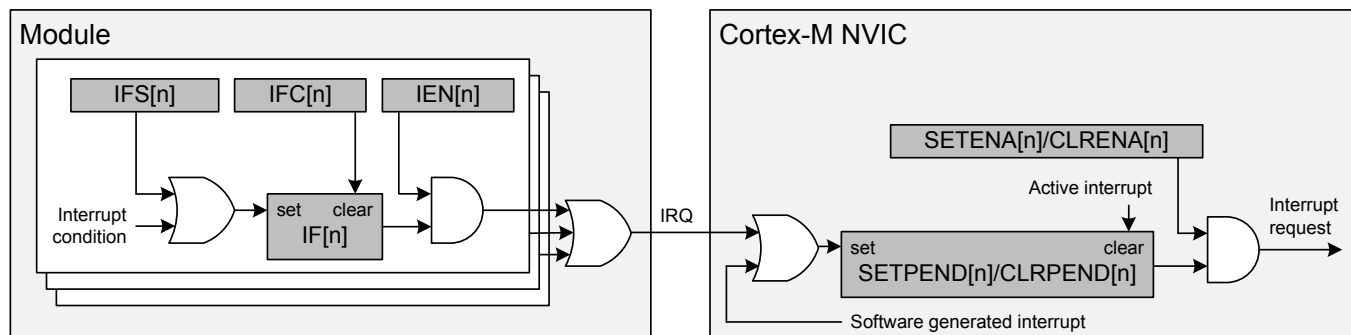 Module
IFS[n]
IFC[n]
IEN[n]
Interrupt
condition
set clear
IF[n]
IRQ
Cortex-M NVIC
SETENA[n]/CLRENA[n]
Active interrupt
set clear
SETPEND[n]/CLRPEND[n]
Interrupt
request
Software generated interrupt